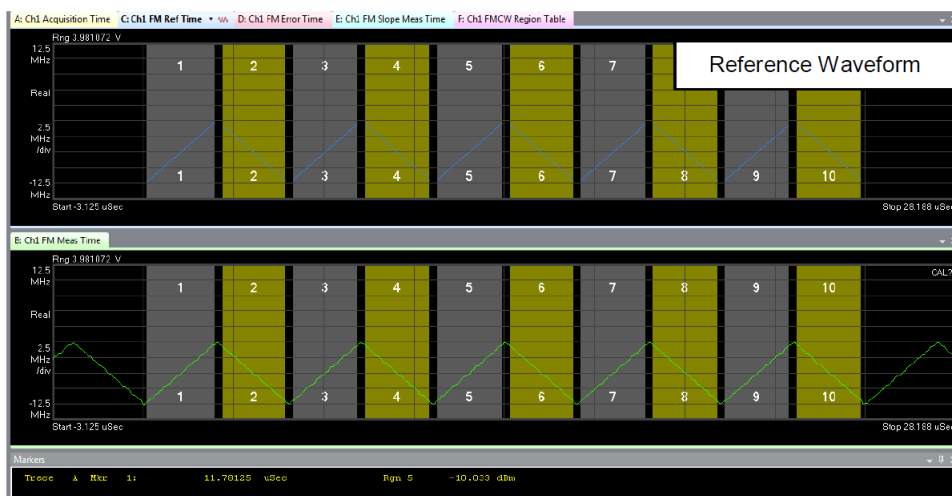 A: Ch1 Acquisition Time C: Ch1 FM Ref Time D: Ch1 FM Error Time E: Ch1 FM Slope Meas Time F: Ch1 FMCW Region Table
Rng 3.981072 V
12.5
MHz
1 2 3 4 5 6 7
Reference Waveform
Real
2.5
MHz
/div
-12.5
MHz
1 2 3 4 5 6 7 8 9 10
Start -3.125 uSec
Stop 28.188 uSec
B: Ch1 FM Meas Time
Rng 3.981072 V
12.5
MHz
CAL?
1 2 3 4 5 6 7 8 9 10
Real
2.5
MHz
/div
-12.5
MHz
1 2 3 4 5 6 7 8 9 10
Start -3.125 uSec
Stop 28.188 uSec
Markers
Trace A Mkr 1: 11.78125 uSec Rgn 5 -10.033 dBm